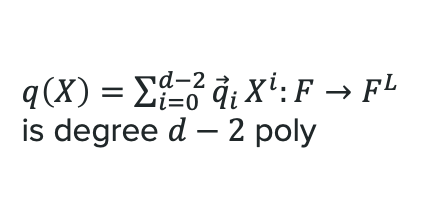 q(X) = ∑_{i=0}^{d−2} q⃗_i X^i : F → F^L
is degree d − 2 poly